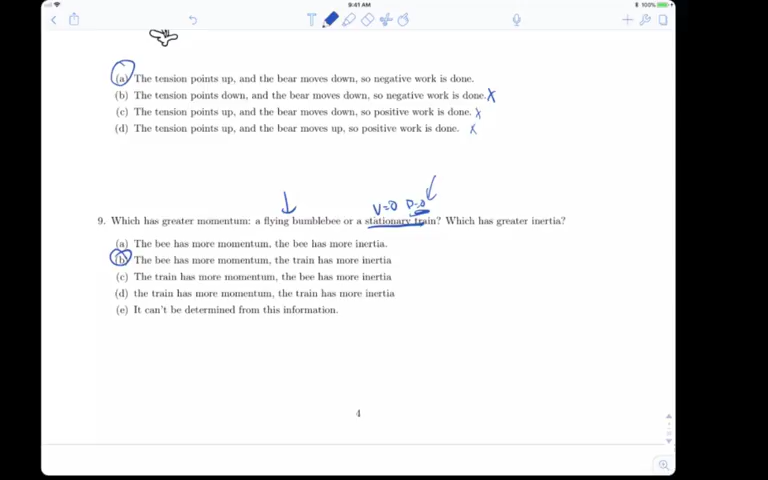 9:41 AM
100%
(a) The tension points up, and the bear moves down, so negative work is done.
(b) The tension points down, and the bear moves down, so negative work is done. X
(c) The tension points up, and the bear moves down, so positive work is done. X
(d) The tension points up, and the bear moves up, so positive work is done. X
V=0 P=0
9. Which has greater momentum: a flying bumblebee or a stationary train? Which has greater inertia?
(a) The bee has more momentum, the bee has more inertia.
(b) The bee has more momentum, the train has more inertia
(c) The train has more momentum, the bee has more inertia
(d) the train has more momentum, the train has more inertia
(e) It can't be determined from this information.
4